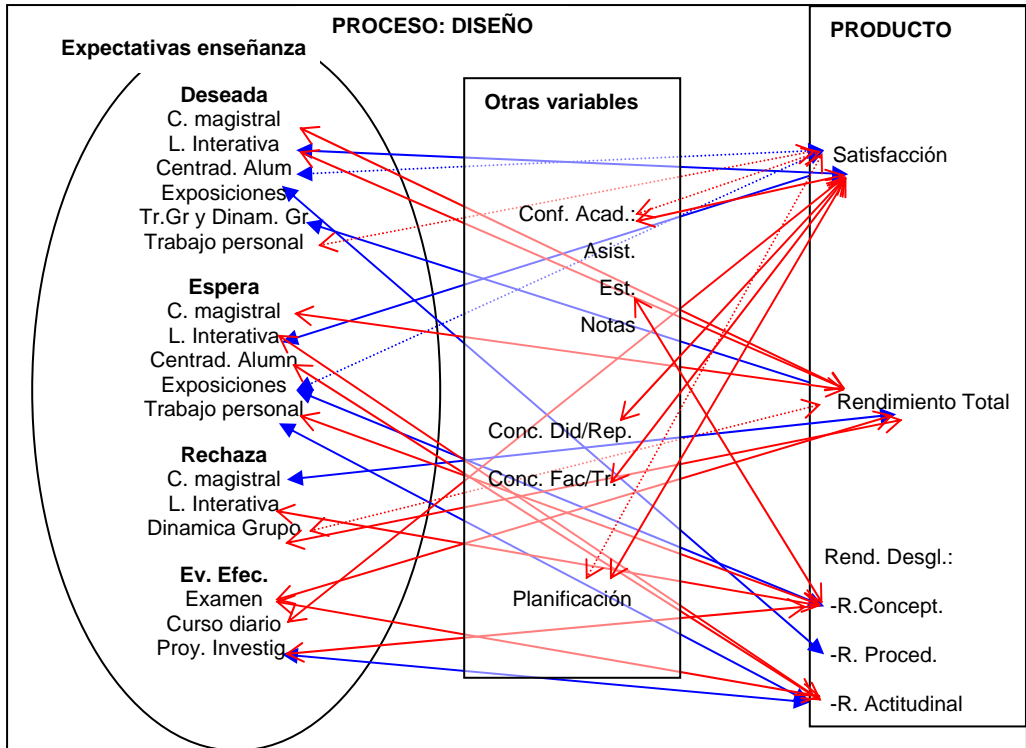 PROCESO: DISEÑO
Expectativas enseñanza
Deseada
C. magistral
L. Interativa
Centrad. Alum
Exposiciones
Tr.Gr y Dinam. Gr
Trabajo personal
Espera
C. magistral
L. Interativa
Centrad. Alumn
Exposiciones
Trabajo personal
Rechaza
C. magistral
L. Interativa
Dinamica Grupo
Ev. Efec.
Examen
Curso diario
Proy. Investig
Otras variables
Conf. Acad.:
Asist.
Est.
Notas
Conc. Did/Rep.
Conc. Fac/Tr.
Planificación
PRODUCTO
Satisfacción
Rendimiento Total
Rend. Desgl.:
-R.Concept.
-R. Proced.
-R. Actitudinal